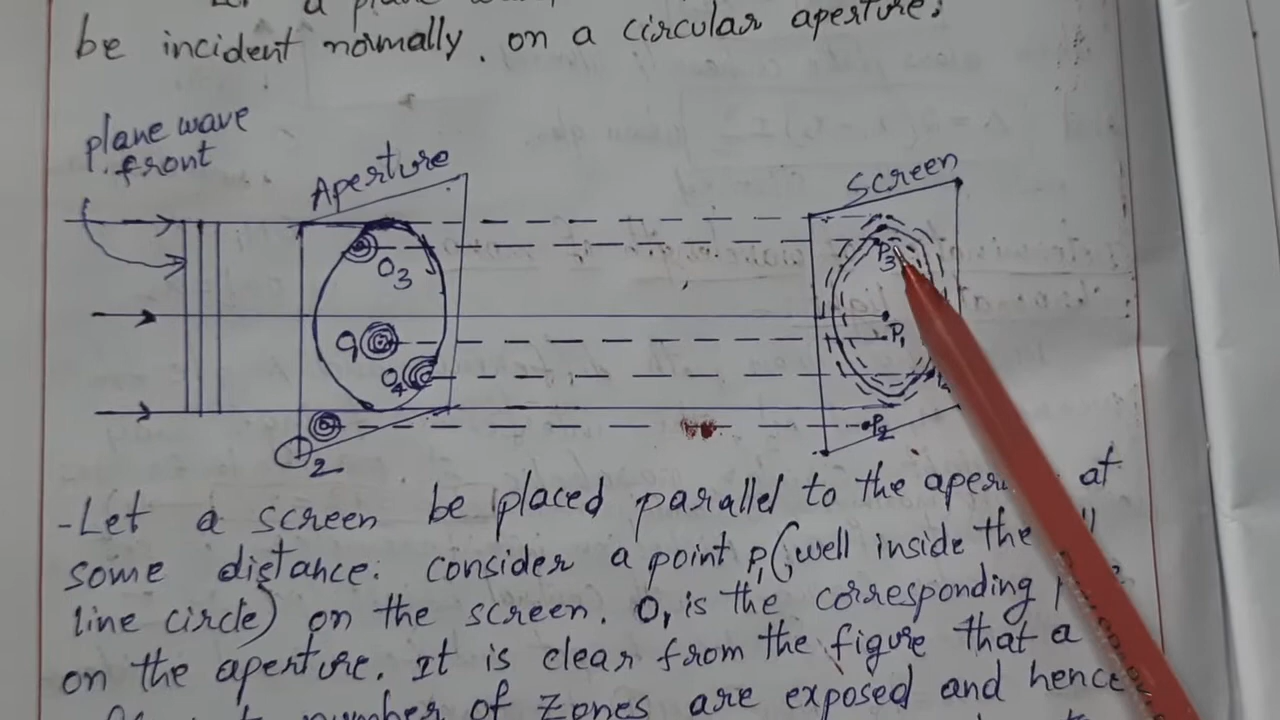 a plane
be incident normally. on a circular aperture;
plane wave
front
Aperture
Screen
O3
P3
P1
O4
P2
2
-Let a screen be placed parallel to the at
some distance: consider a point P1 (well inside the
line circle) on the screen. O1 is the corresponding
on the aperture. It is clear from the figure that a
number of zones are exposed and hence